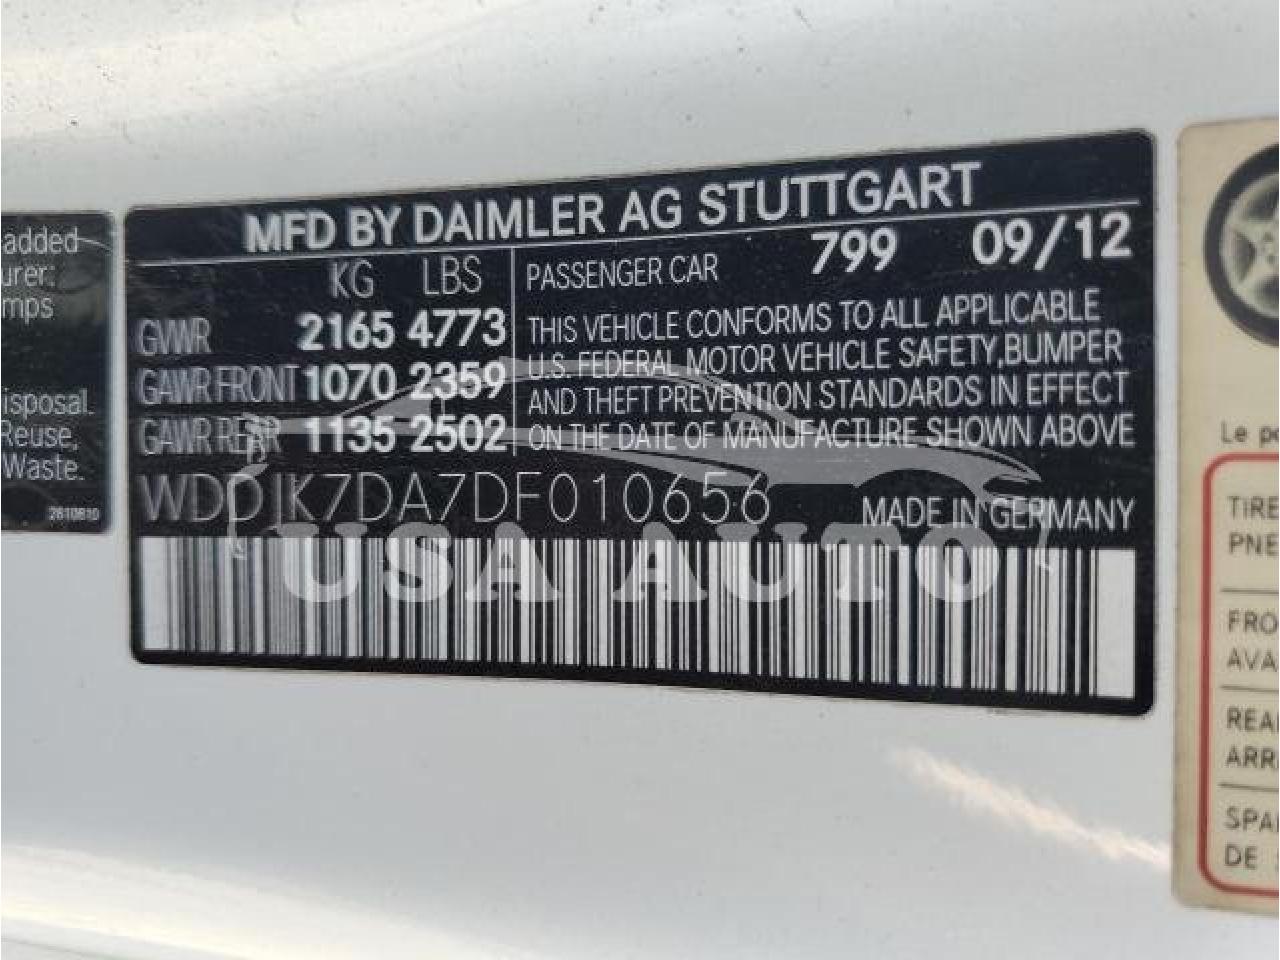 added
urer:
mps
isposal.
Reuse,
Waste.
2610810
MFD BY DAIMLER AG STUTTGART
KG LBS
GVWR 2165 4773
GAWR FRONT 1070 2359
GAWR REAR 1135 2502
PASSENGER CAR 799 09/12
THIS VEHICLE CONFORMS TO ALL APPLICABLE
U.S. FEDERAL MOTOR VEHICLE SAFETY,BUMPER
AND THEFT PREVENTION STANDARDS IN EFFECT
ON THE DATE OF MANUFACTURE SHOWN ABOVE
WDDJK7DA7DF010656 MADE IN GERMANY
USA AUTO
Le po
TIRE
PNE
FRO
AVA
REA
ARR
SPA
DE